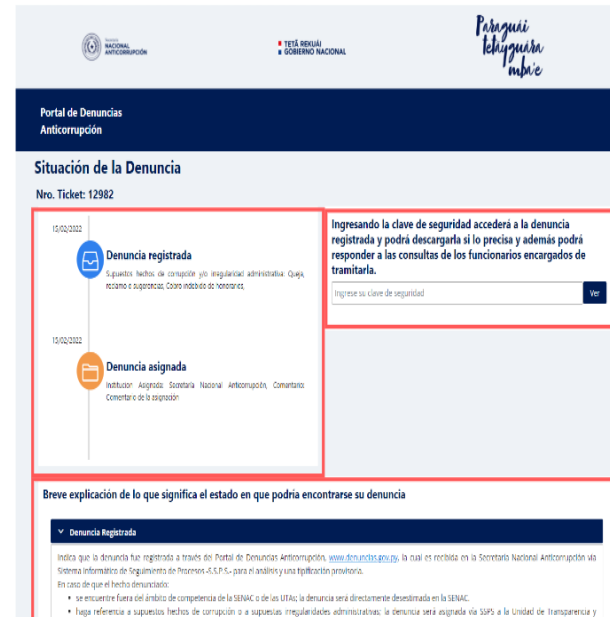 Secretaría
NACIONAL
ANTICORRUPCIÓN
TETÃ REKUÁI
GOBIERNO NACIONAL
Paraguái
tetãyguára
mba'e
Portal de Denuncias
Anticorrupción
Situación de la Denuncia
Nro. Ticket: 12982
15/02/2022
Denuncia registrada
Supuestos hechos de corrupción y/o irregularidad administrativa: Queja,
reclamo o sugerencias, Cobro indebido de honorarios,
15/02/2022
Denuncia asignada
Institucion Asignada: Secretaría Nacional Anticorrupción, Comentario:
Comentario de la asignación
Ingresando la clave de seguridad accederá a la denuncia
registrada y podrá descargarla si lo precisa y además podrá
responder a las consultas de los funcionarios encargados de
tramitarla.
Ingrese su clave de seguridad
Ver
Breve explicación de lo que significa el estado en que podría encontrarse su denuncia
Denuncia Registrada
Indica que la denuncia fue registrada a través del Portal de Denuncias Anticorrupción, www.denuncias.gov.py, la cual es recibida en la Secretaría Nacional Anticorrupción vía
Sistema Informático de Seguimiento de Procesos -S.S.P.S.- para el análisis y una tipificación provisoria.
En caso de que el hecho denunciado:
• se encuentre fuera del ámbito de competencia de la SENAC o de las UTAs; la denuncia será directamente desestimada en la SENAC.
• haga referencia a supuestos hechos de corrupción o a supuestas irregularidades administrativas; la denuncia será asignada vía SSPS a la Unidad de Transparencia y